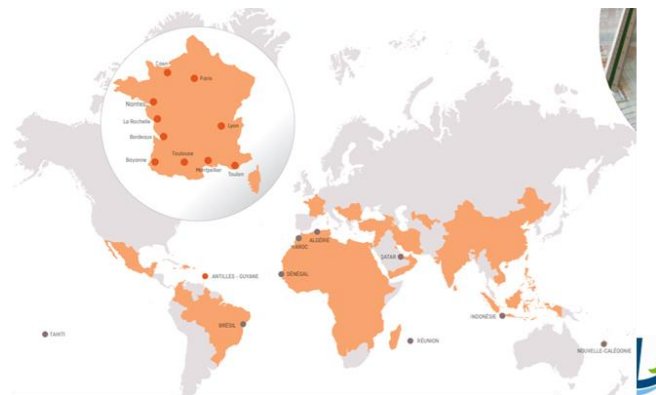 Caen
Paris
Nantes
La Rochelle
Lyon
Bordeaux
Toulouse
Bayonne
Montpellier
Toulon
ALGÉRIE
MAROC
QATAR
ANTILLES - GUYANE
SÉNÉGAL
INDONÉSIE
BRÉSIL
TAHITI
RÉUNION
NOUVELLE-CALÉDONIE